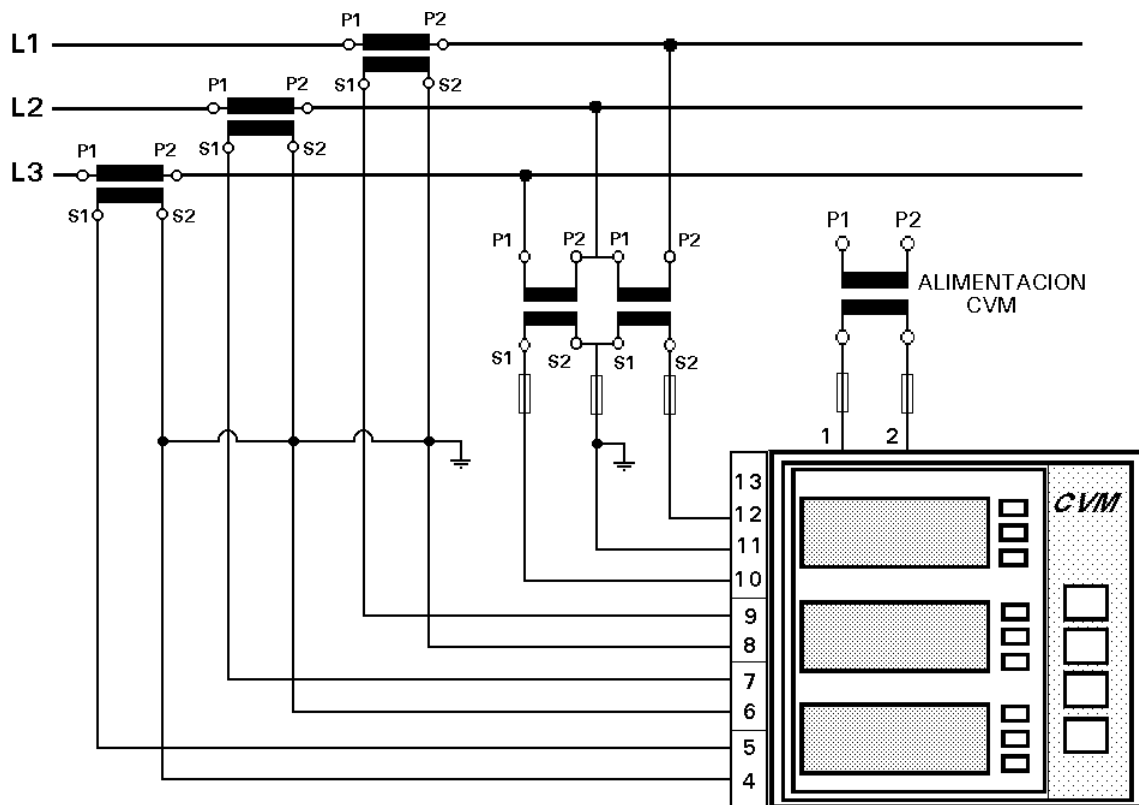 P1 P2
L1
S1 S2
P1 P2
L2
S1 S2
P1 P2
L3
S1 S2
P1 P2 P1 P2
S1 S2 S1 S2
P1 P2
ALIMENTACION
CVM
1 2
13
12
11
10
9
8
7
6
5
4
CVM